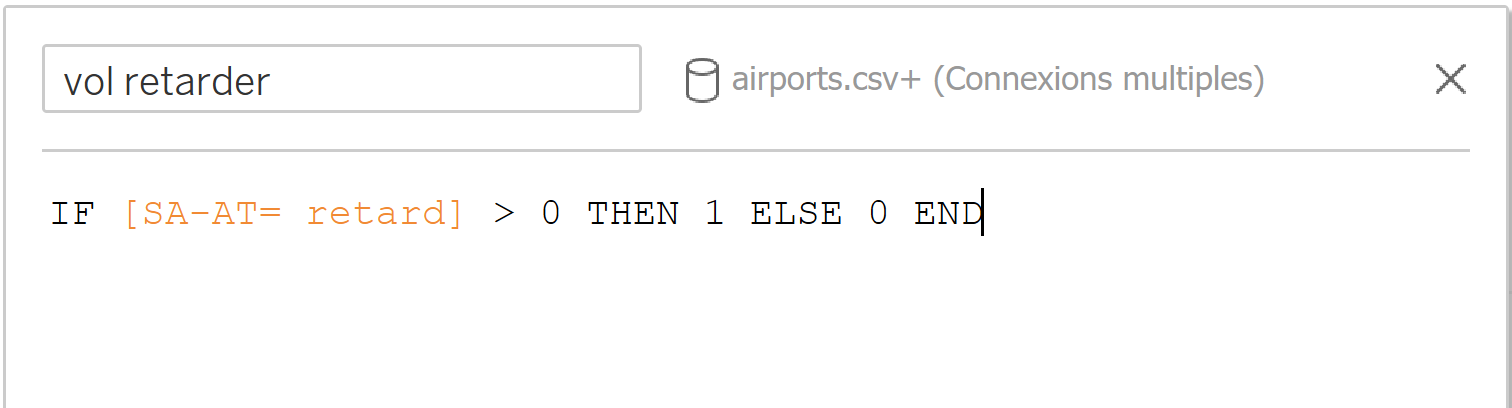 vol retarder
airports.csv+ (Connexions multiples)
IF [SA-AT= retard] > 0 THEN 1 ELSE 0 END